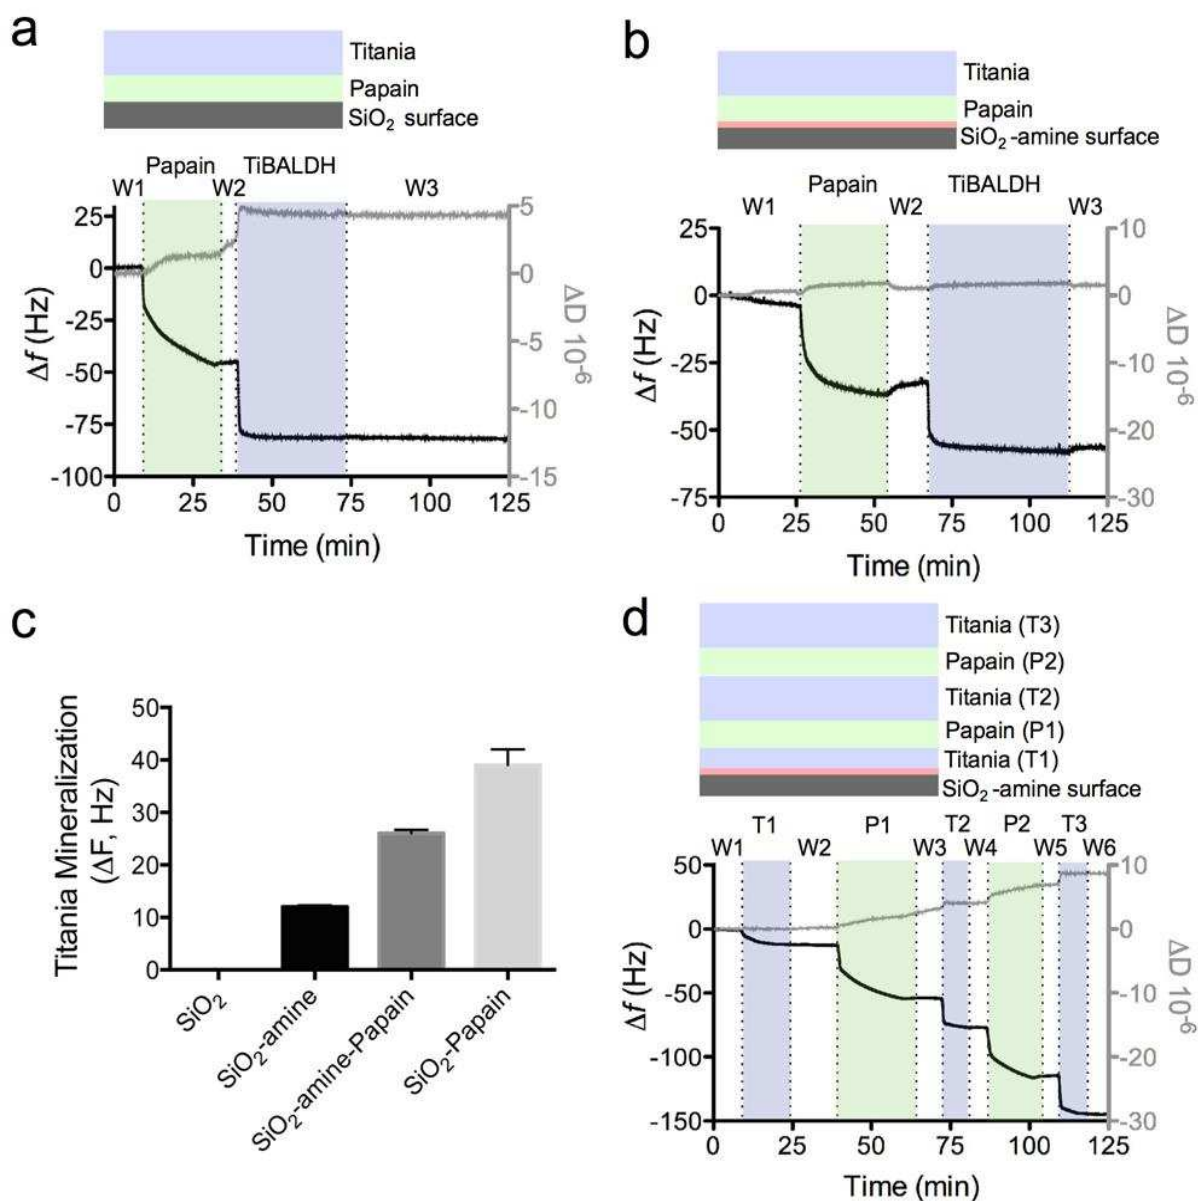 a
Titania
Papain
SiO₂ surface
Papain
TiBALDH
W1
W2
W3
25
0
-25
-50
-75
-100
Δf (Hz)
5
0
-5
-10
-15
ΔD 10⁻⁶
0 25 50 75 100 125
Time (min)
b
Titania
Papain
SiO₂-amine surface
Papain
TiBALDH
W1
W2
W3
25
0
-25
-50
-75
Δf (Hz)
10
0
-10
-20
-30
ΔD 10⁻⁶
0 25 50 75 100 125
Time (min)
c
Titania Mineralization
(ΔF, Hz)
50
40
30
20
10
0
SiO₂
SiO₂-amine
SiO₂-amine-Papain
SiO₂-Papain
d
Titania (T3)
Papain (P2)
Titania (T2)
Papain (P1)
Titania (T1)
SiO₂-amine surface
T1 P1 T2 P2 T3
W1 W2 W3 W4 W5 W6
50
0
-50
-100
-150
Δf (Hz)
10
0
-10
-20
-30
ΔD 10⁻⁶
0 25 50 75 100 125
Time (min)